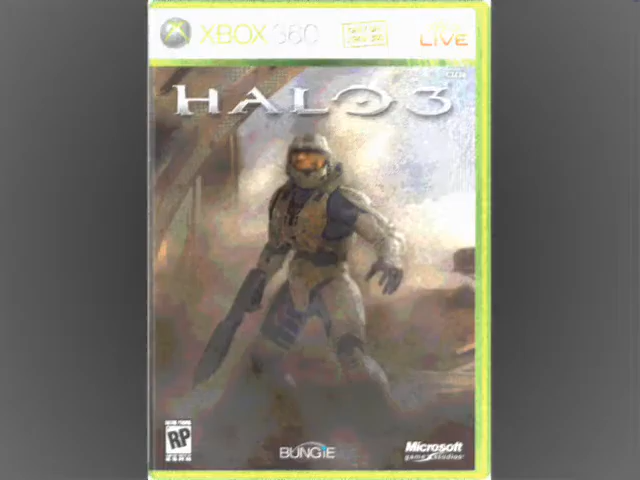 XBOX 360
LIVE
HALO 3
RP
BUNGIE
Microsoft
game studios